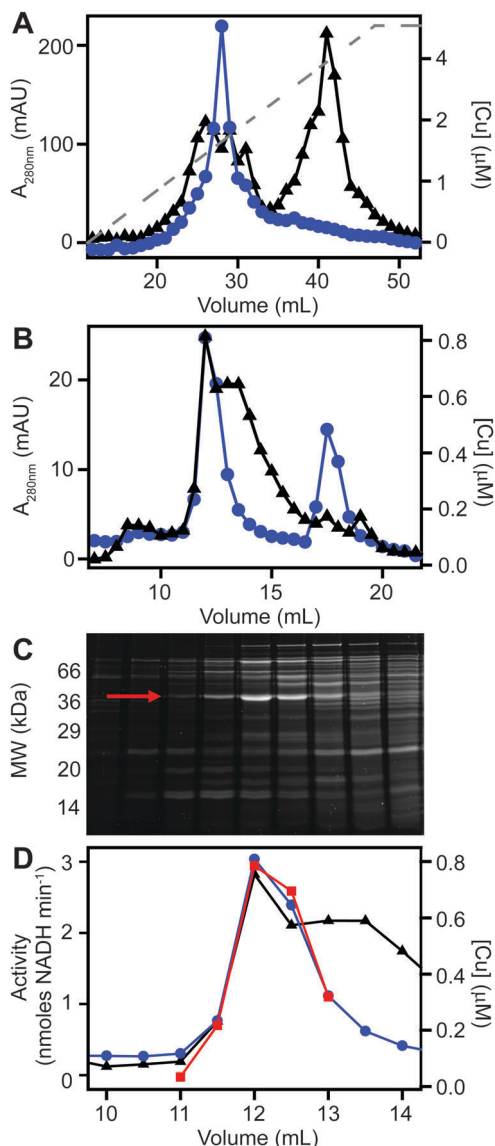 A
200
100
0
A280nm (mAU)
4
2
1
0
[Cu] (μM)
20 30 40 50
Volume (mL)
B
20
10
0
A280nm (mAU)
0.8
0.6
0.4
0.2
0.0
[Cu] (μM)
10 15 20
Volume (mL)
C
66
36
29
20
14
MW (kDa)
D
3
2
1
0
Activity
(nmoles NADH min-1)
0.8
0.6
0.4
0.2
0.0
[Cu] (μM)
10 11 12 13 14
Volume (mL)